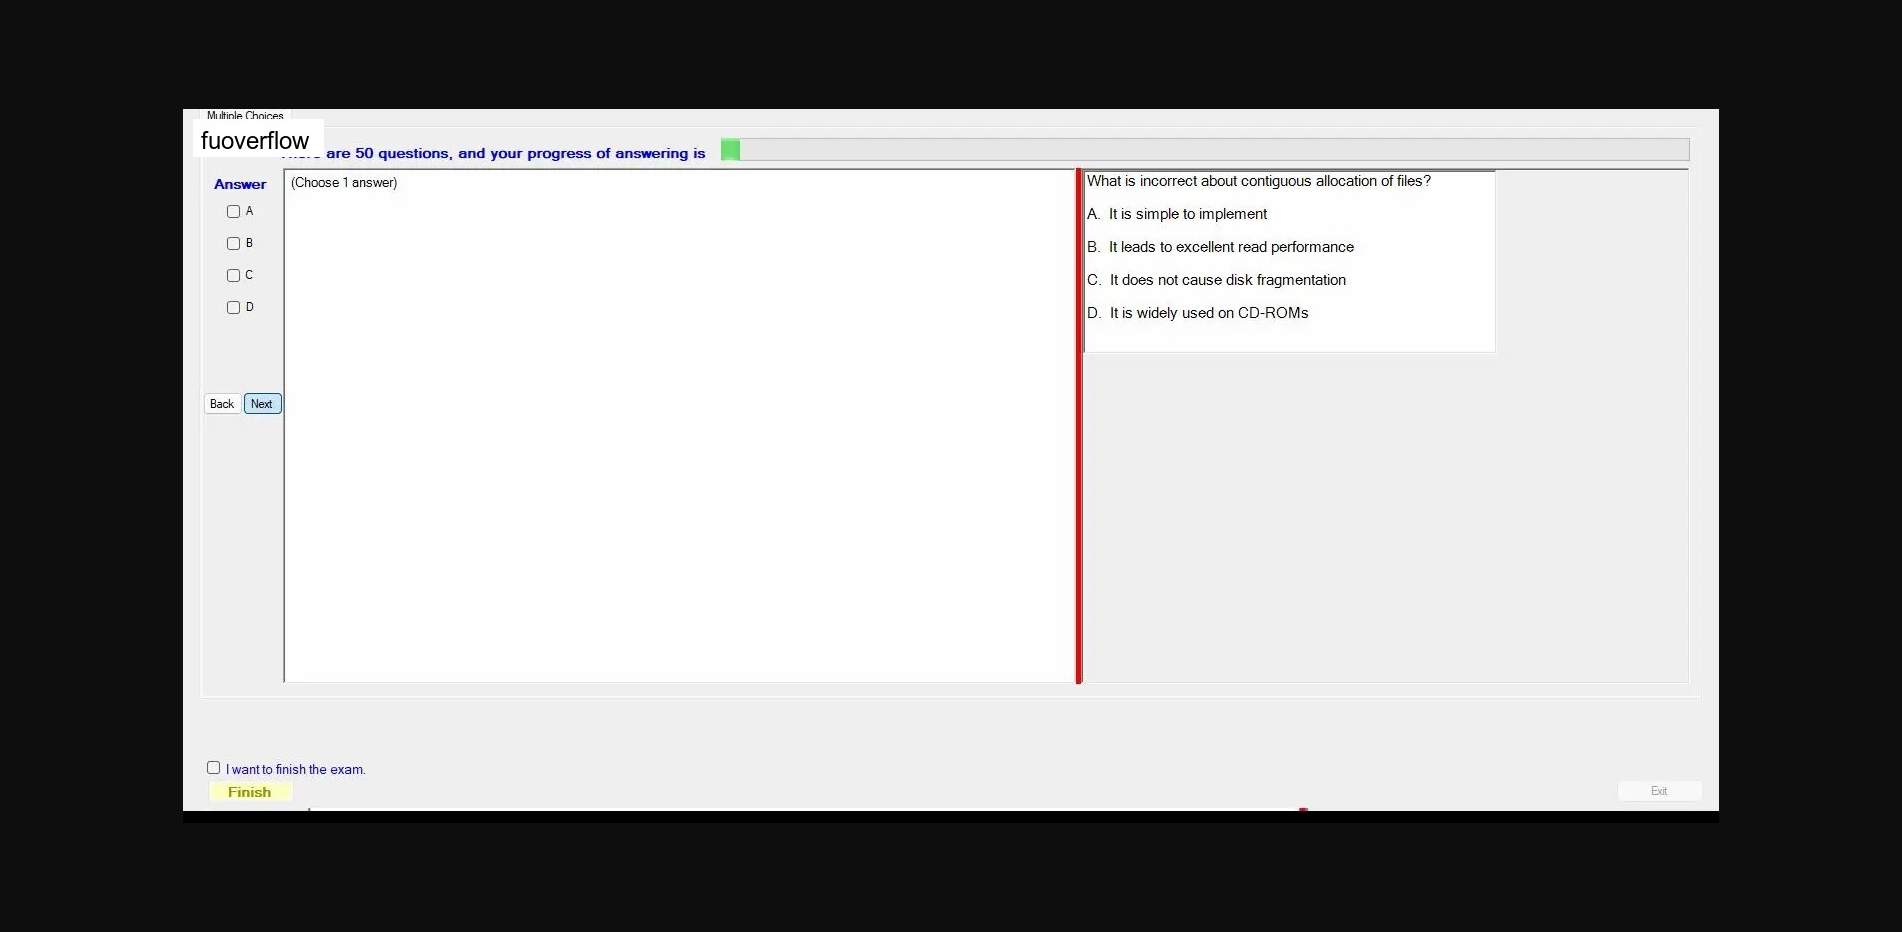 Multiple Choices
fuoverflow
are 50 questions, and your progress of answering is
Answer
(Choose 1 answer)
A
B
C
D
Back Next
What is incorrect about contiguous allocation of files?
A. It is simple to implement
B. It leads to excellent read performance
C. It does not cause disk fragmentation
D. It is widely used on CD-ROMs
I want to finish the exam.
Finish
Exit